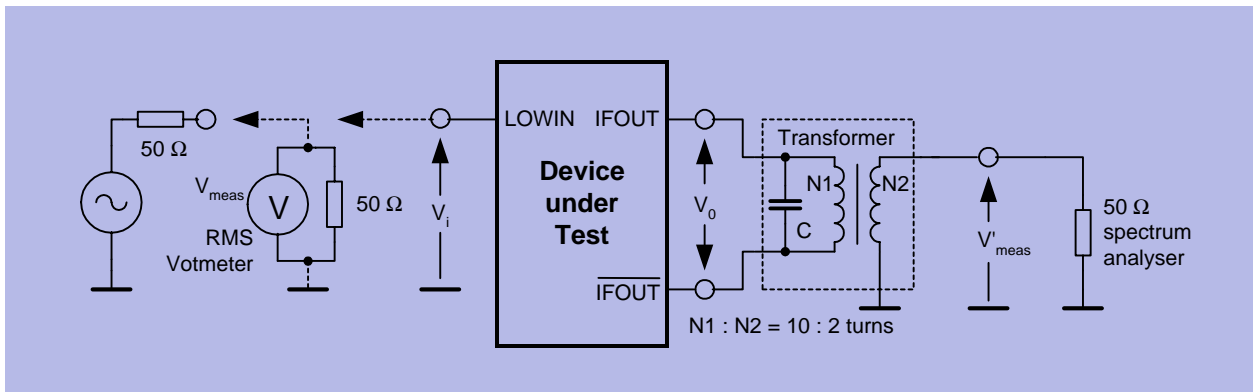 50 Ω
V
meas
RMS
Votmeter
V
50 Ω
V
i
LOWIN
IFOUT
Device
under
Test
IFOUT
V
0
Transformer
N1
N2
C
N1 : N2 = 10 : 2 turns
V'
meas
50 Ω
spectrum
analyser